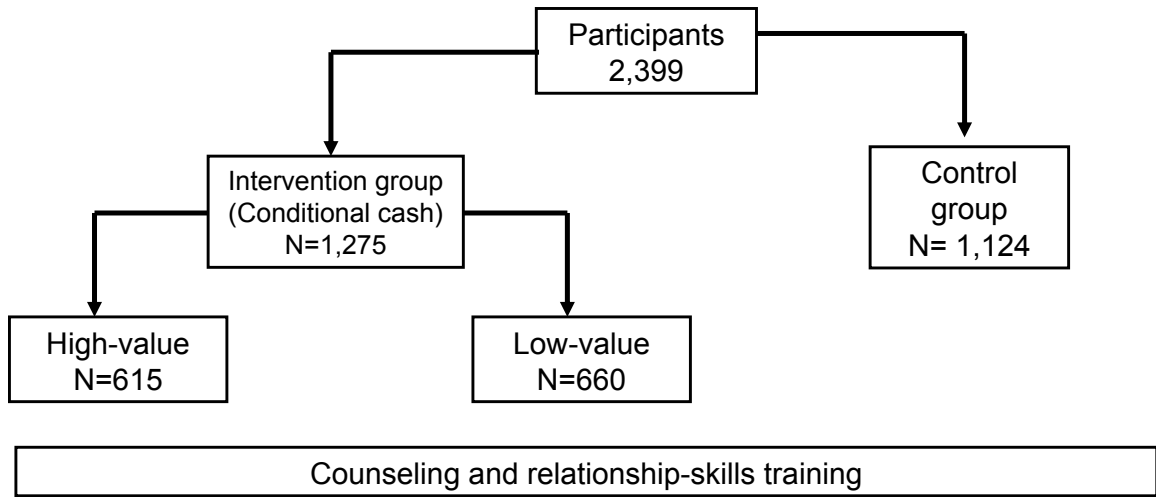 Participants
2,399
Intervention group
(Conditional cash)
N=1,275
Control
group
N= 1,124
High-value
N=615
Low-value
N=660
Counseling and relationship-skills training